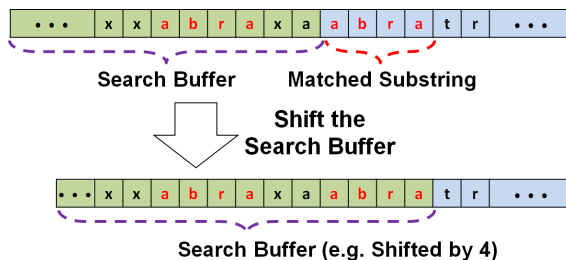 • • • x x a b r a x a a b r a t r • • •
Search Buffer Matched Substring
Shift the
Search Buffer
• • • x x a b r a x a a b r a t r • • •
Search Buffer (e.g. Shifted by 4)